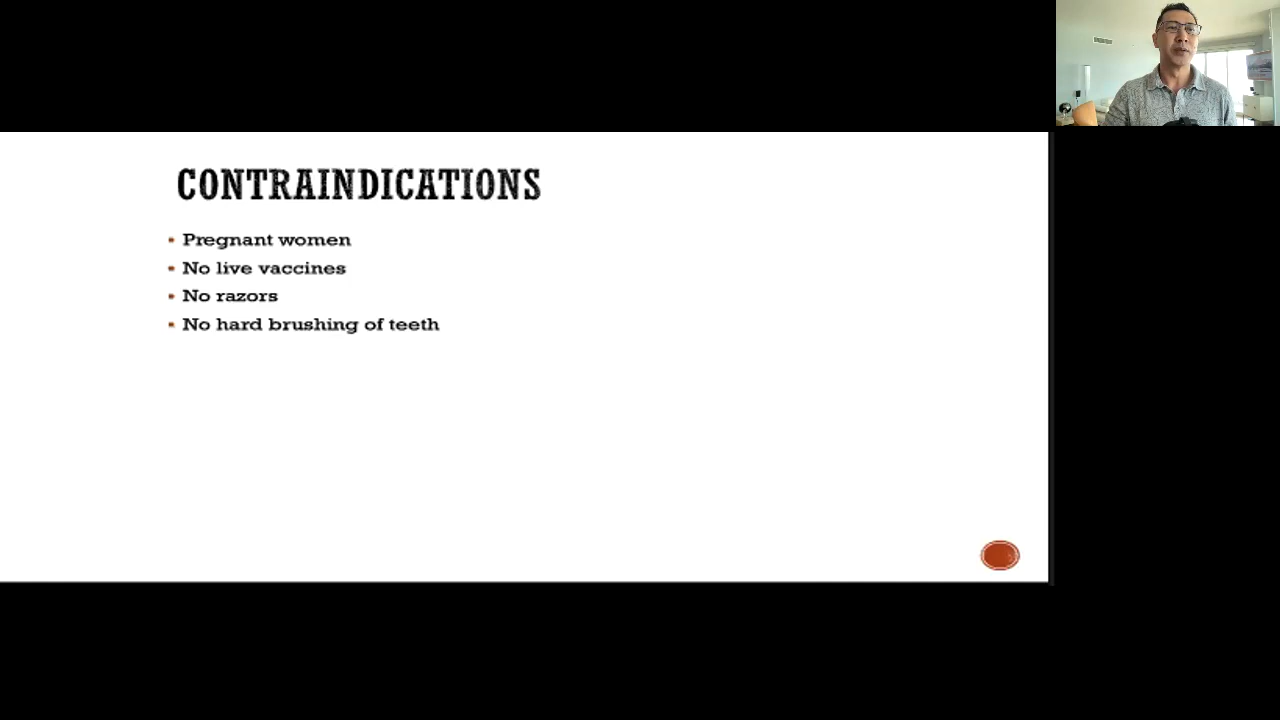 CONTRAINDICATIONS
Pregnant women
No live vaccines
No razors
No hard brushing of teeth